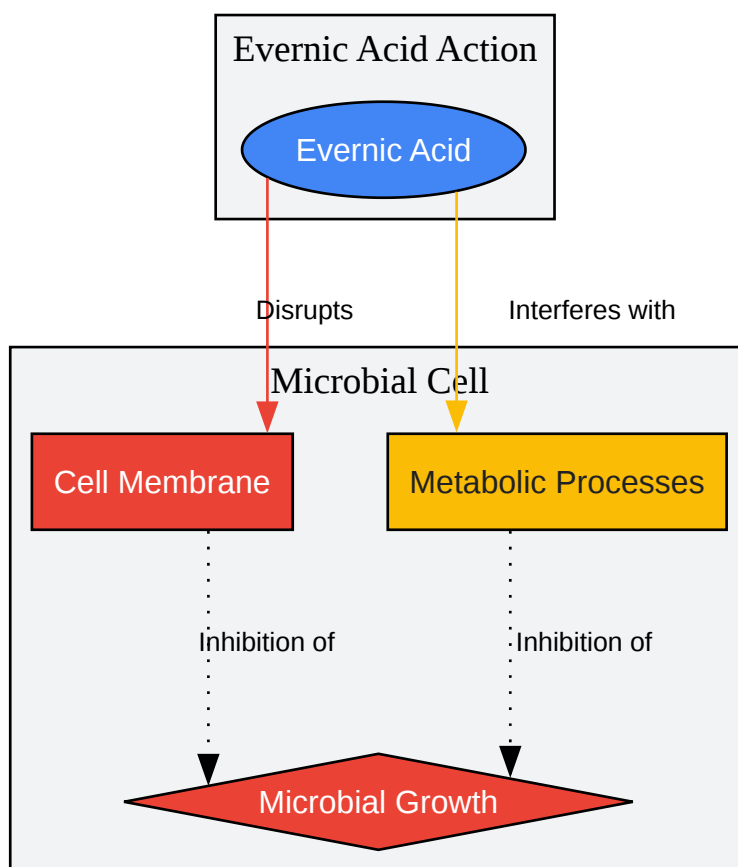 Evernic Acid Action
Evernic Acid
Disrupts
Interferes with
Microbial Cell
Cell Membrane
Metabolic Processes
Inhibition of
Inhibition of
Microbial Growth